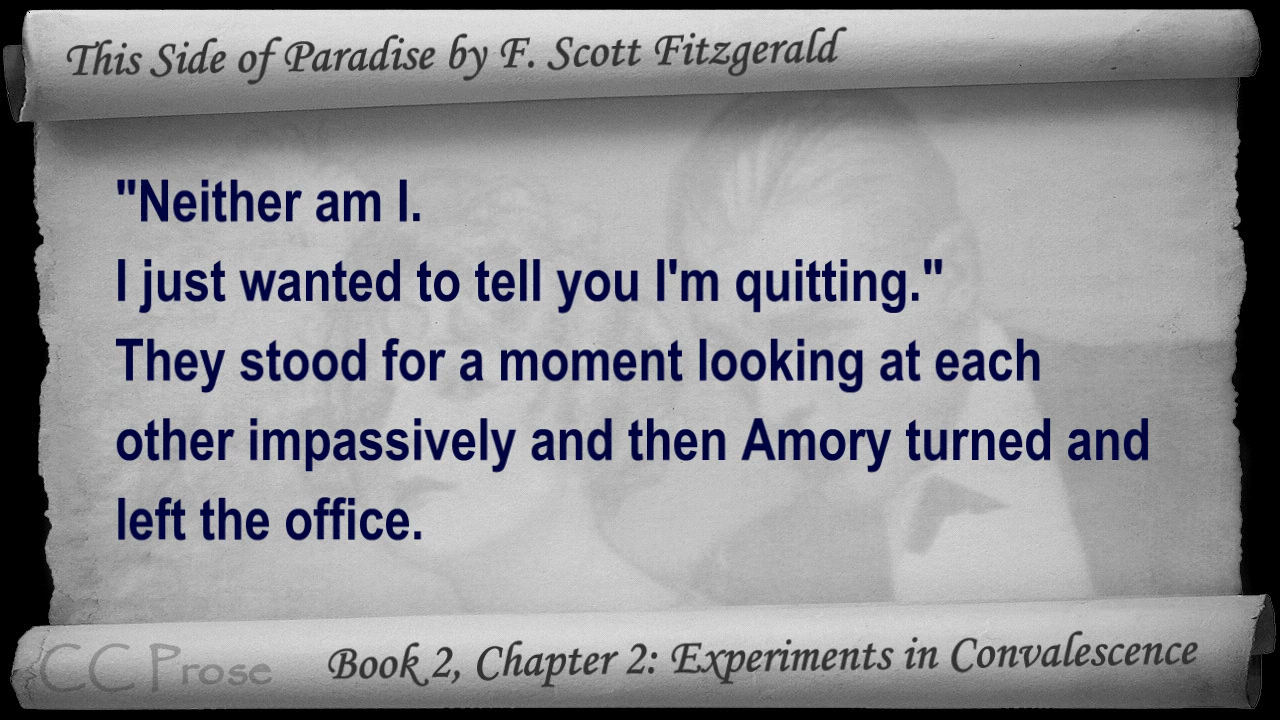 This Side of Paradise by F. Scott Fitzgerald
"Neither am I.
I just wanted to tell you I'm quitting."
They stood for a moment looking at each
other impassively and then Amory turned and
left the office.
CC Prose
Book 2, Chapter 2: Experiments in Convalescence